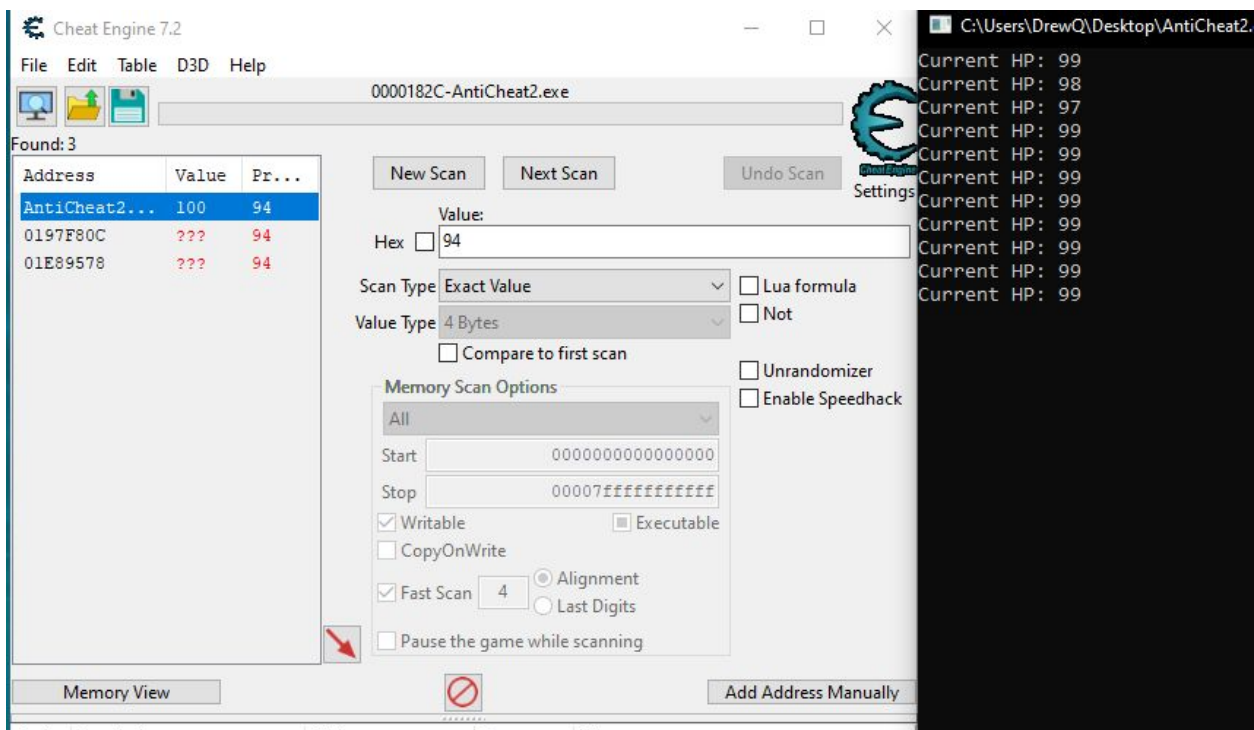 Cheat Engine 7.2
File Edit Table D3D Help
0000182C-AntiCheat2.exe
Found: 3
Address Value Pr...
AntiCheat2... 100 94
0197F80C ??? 94
01E89578 ??? 94
New Scan Next Scan Undo Scan
Cheat Engine
Settings
Value:
Hex 94
Scan Type Exact Value
Lua formula
Value Type 4 Bytes
Not
Compare to first scan
Unrandomizer
Memory Scan Options
Enable Speedhack
All
Start 0000000000000000
Stop 00007fffffffffff
Writable Executable
CopyOnWrite
Fast Scan 4 Alignment
Last Digits
Pause the game while scanning
Memory View
Add Address Manually
C:\Users\DrewQ\Desktop\AntiCheat2.
Current HP: 99
Current HP: 98
Current HP: 97
Current HP: 99
Current HP: 99
Current HP: 99
Current HP: 99
Current HP: 99
Current HP: 99
Current HP: 99
Current HP: 99